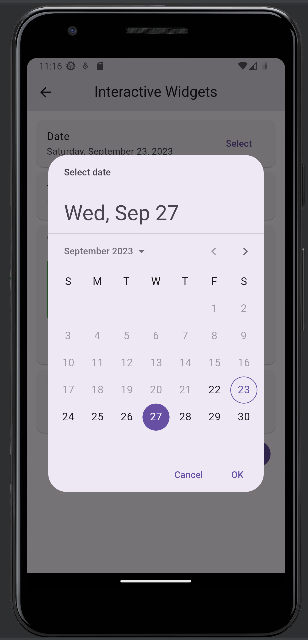 11:16
Interactive Widgets
Date
Saturday, September 23, 2023
Select
Select date
Wed, Sep 27
September 2023
S M T W T F S
1 2
3 4 5 6 7 8 9
10 11 12 13 14 15 16
17 18 19 20 21 22 23
24 25 26 27 28 29 30
Cancel OK